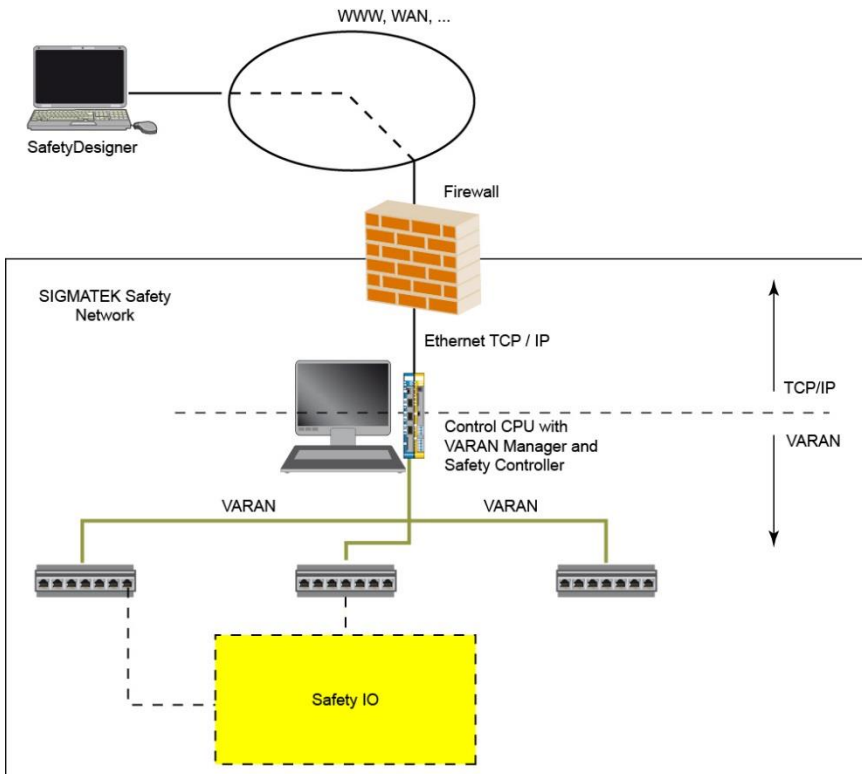 WWW, WAN, ...
SafetyDesigner
Firewall
SIGMATEK Safety
Network
Ethernet TCP / IP
TCP/IP
Control CPU with
VARAN Manager and
Safety Controller
VARAN
VARAN
VARAN
Safety IO